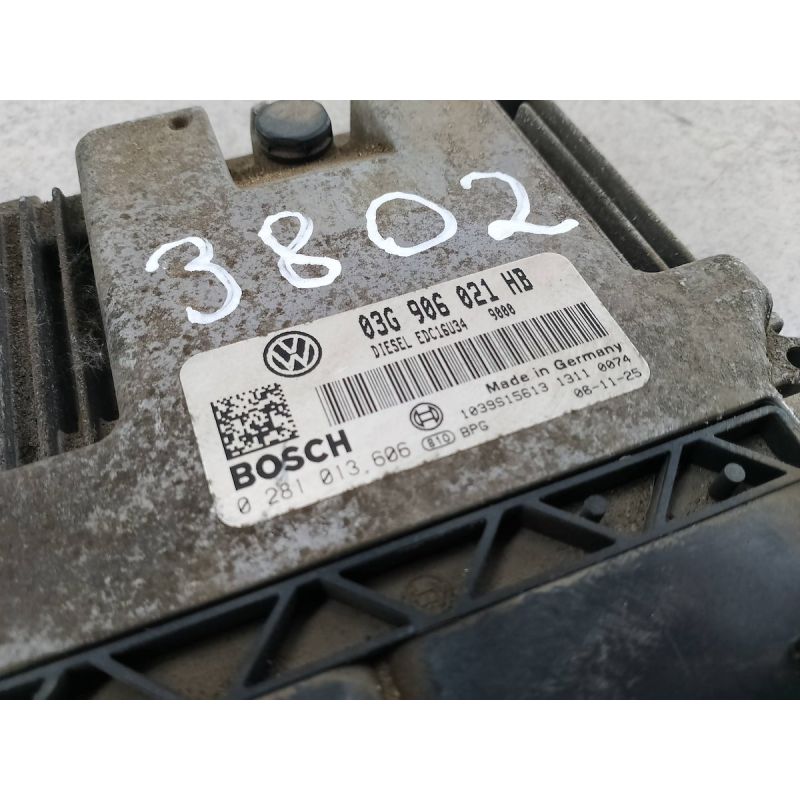 3802
03G 906 021 HB
DIESEL EDC16U34 9000
Made in Germany
1039S15613 1311 0074
BOSCH 810 BPG 08-11-25
0 281 013.606